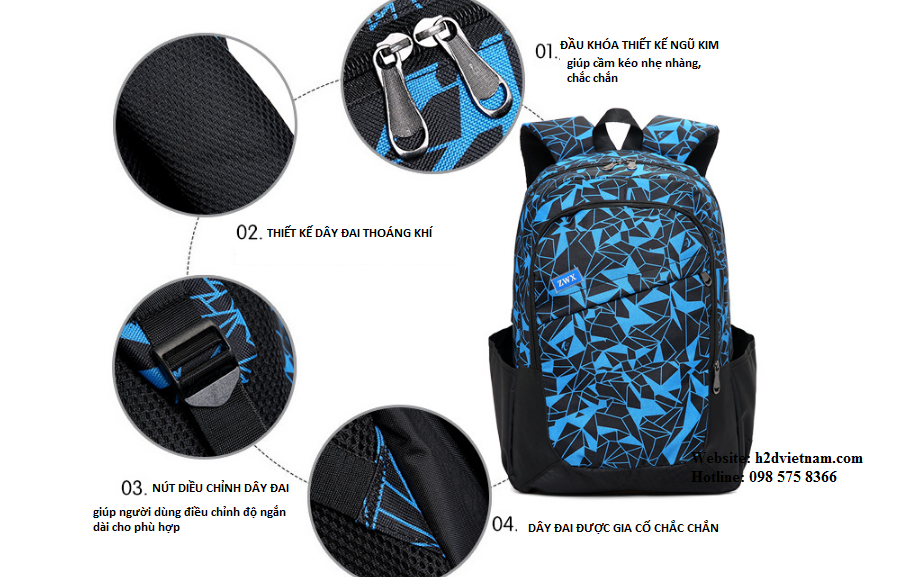 01. ĐẦU KHÓA THIẾT KẾ NGŨ KIM
giúp cầm kéo nhẹ nhàng,
chắc chắn
02. THIẾT KẾ DÂY ĐAI THOÁNG KHÍ
ZWX
03. NÚT DIỀU CHỈNH DÂY ĐAI
giúp người dùng điều chỉnh độ ngắn
dài cho phù hợp
Website: h2dvietnam.com
Hotline: 098 575 8366
04. DÂY ĐAI ĐƯỢC GIA CỐ CHẮC CHẮN